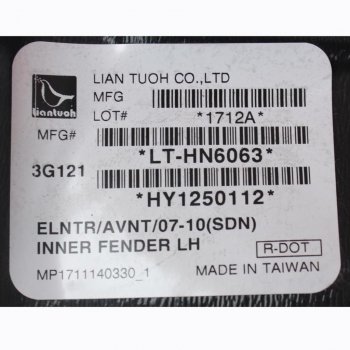 liantuoh
LIAN TUOH CO.,LTD
MFG
LOT#
*1712A*
MFG#
*LT-HN6063*
3G121
*HY1250112*
ELNTR/AVNT/07-10(SDN)
INNER FENDER LH
R-DOT
MP1711140330_1
MADE IN TAIWAN